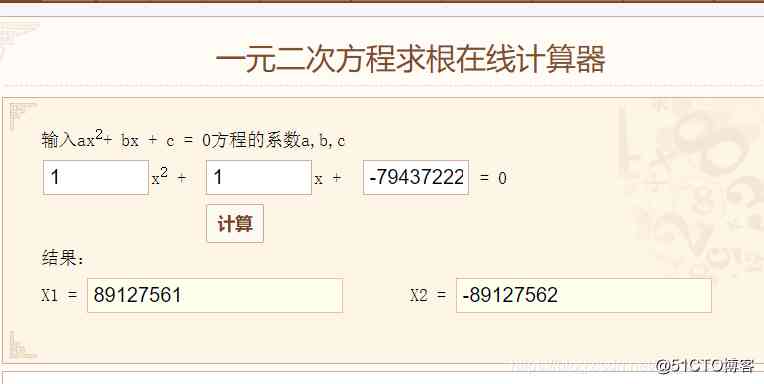 一元二次方程求根在线计算器
输入ax²+ bx + c = 0方程的系数a,b,c
1 x² + 1 x + -79437222 = 0
计算
结果:
X1 = 89127561 X2 = -89127562
@51CTO博客